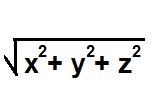 √x²+ y²+ z²